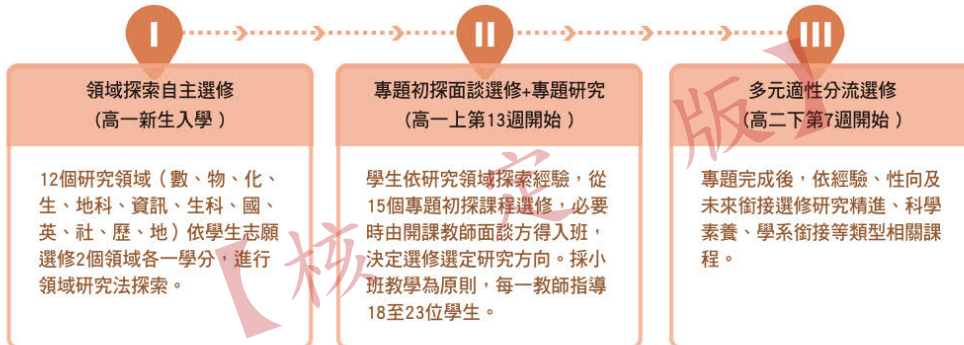 I
II
III
領域探索自主選修
(高一新生入學)
12個研究領域(數、物、化、
生、地科、資訊、生科、國、
英、社、歷、地)依學生志願
選修2個領域各一學分,進行
領域研究法探索。
專題初探面談選修+專題研究
(高一上第13週開始)
學生依研究領域探索經驗,從
15個專題初探課程選修,必要
時由開課教師面談方得入班,
決定選修選定研究方向。採小
班教學為原則,每一教師指導
18至23位學生。
多元適性分流選修
(高二下第7週開始)
專題完成後,依經驗、性向及
未來銜接選修研究精進、科學
素養、學系銜接等類型相關課
程。
【核定版】